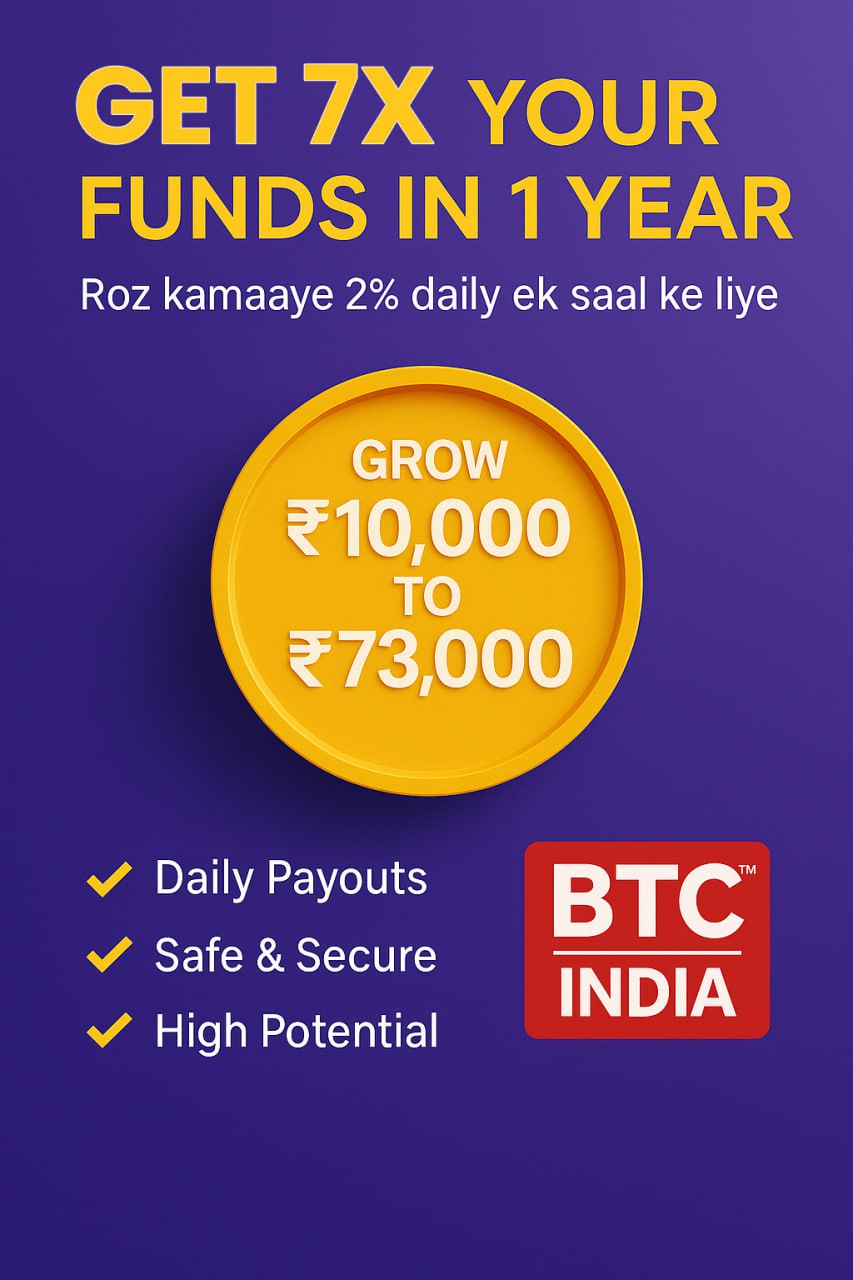 GET 7X YOUR
FUNDS IN 1 YEAR
Roz kamaaye 2% daily ek saal ke liye
GROW
₹10,000
TO
₹73,000
Daily Payouts
Safe & Secure
High Potential
BTC™
INDIA